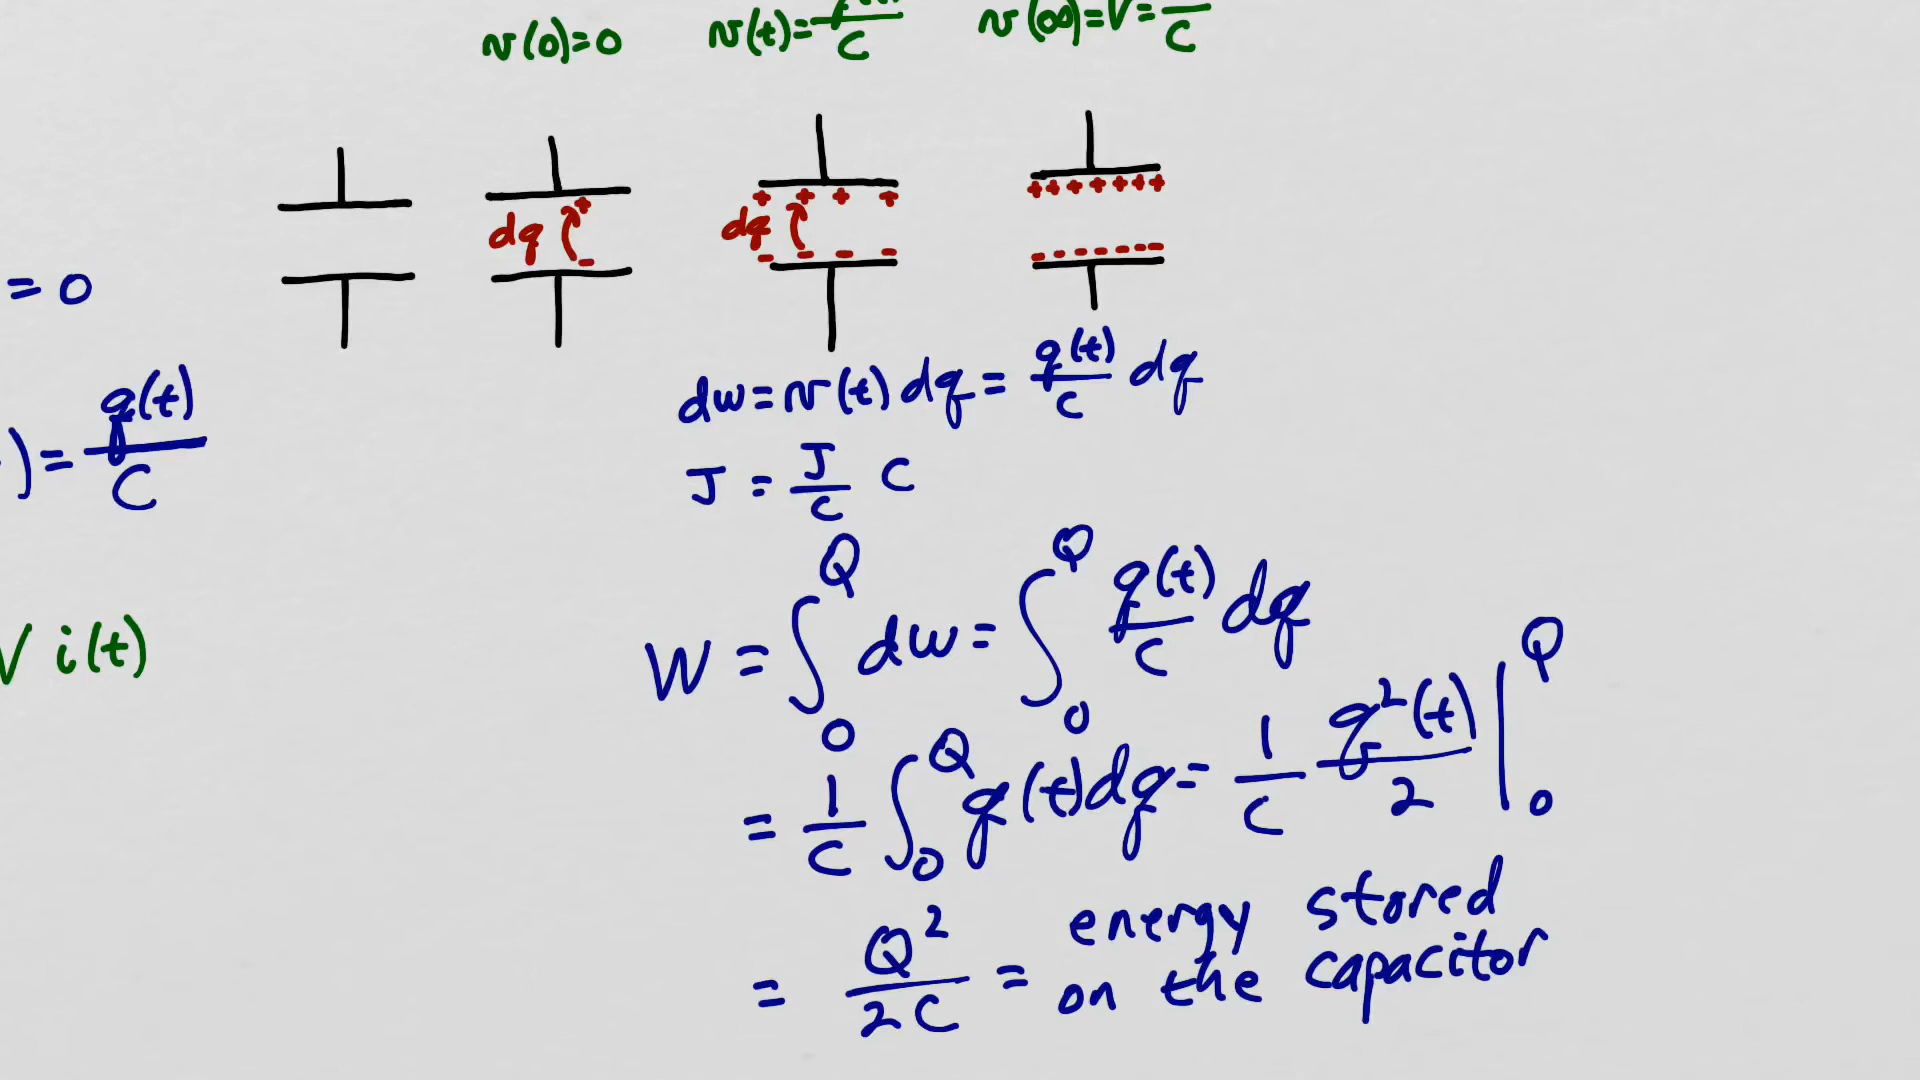 v(0)=0 v(t)= /C v(∞)=V= /C
+ + + + + + + + + + + +
dq dq
- - - - - - - - - - - -
= 0
dw = v(t) dq = q(t)/C dq
)= q(t)/C
J = J/C C
V i(t)
W = ∫₀^Q dw = ∫₀^Q q(t)/C dq
= 1/C ∫₀^Q q(t)dq = 1/C q²(t)/2 |₀^Q
= Q²/2C = energy stored
on the capacitor